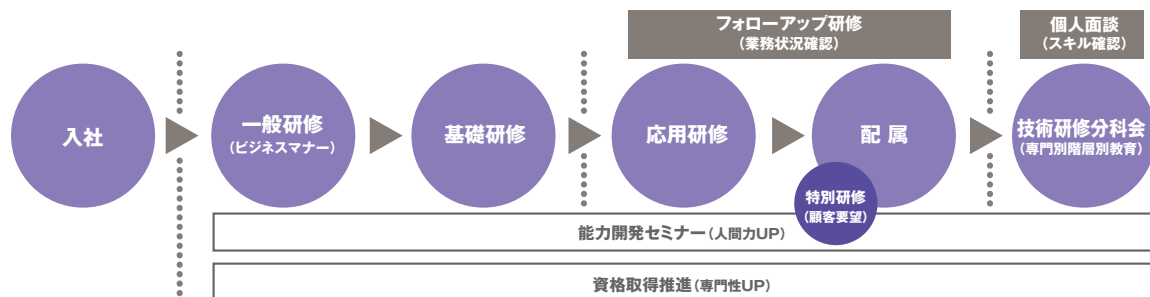 フォローアップ研修
(業務状況確認)
個人面談
(スキル確認)
入社
一般研修
(ビジネスマナー)
基礎研修
応用研修
配 属
技術研修分科会
(専門別階層別教育)
特別研修
(顧客要望)
能力開発セミナー(人間力UP)
資格取得推進(専門性UP)